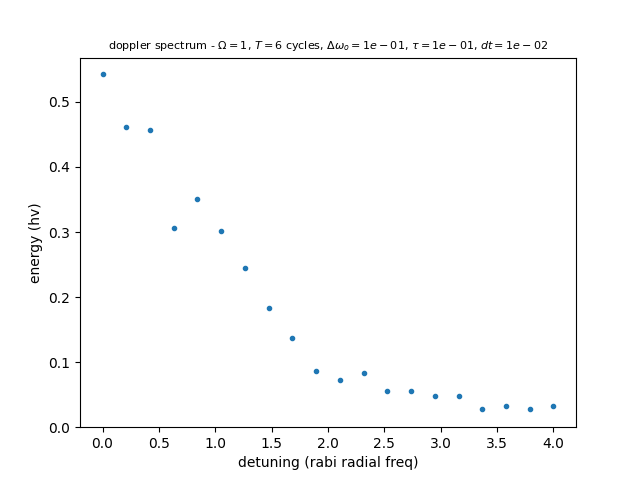 doppler spectrum - Ω = 1, T = 6 cycles, Δω₀ = 1e − 01, τ = 1e − 01, dt = 1e − 02
0.5
0.4
0.3
0.2
0.1
0.0
energy (hv)
0.0 0.5 1.0 1.5 2.0 2.5 3.0 3.5 4.0
detuning (rabi radial freq)